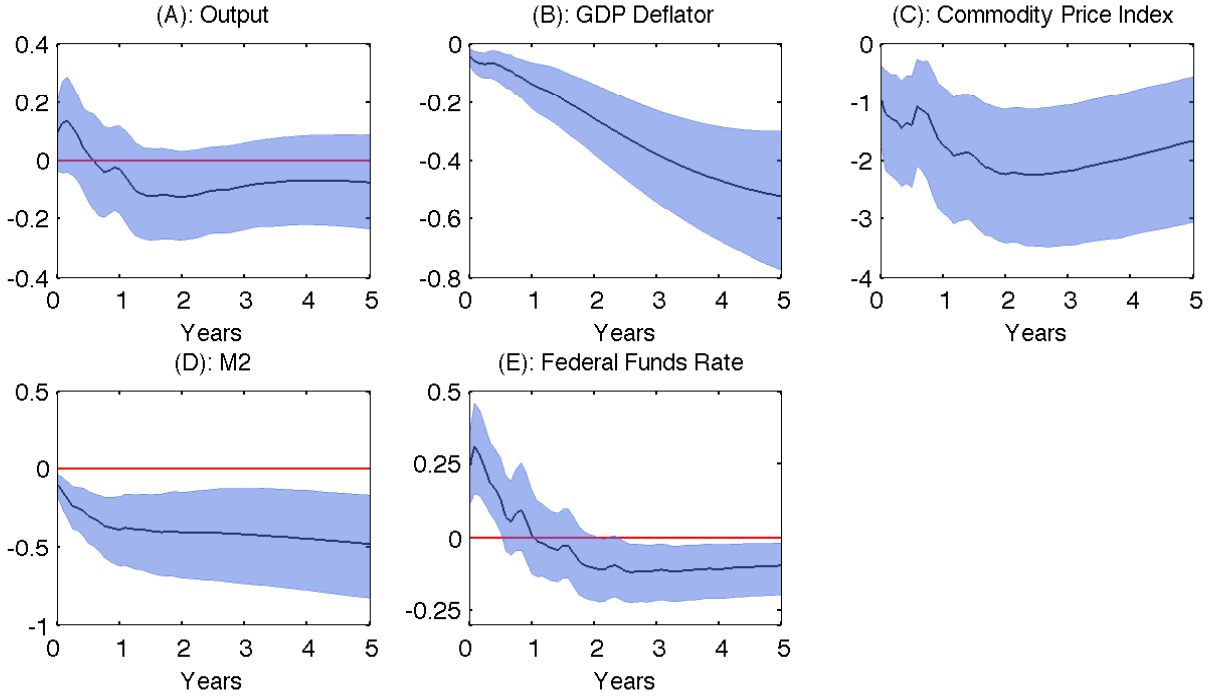 (A): Output
(B): GDP Deflator
(C): Commodity Price Index
0.4
0.2
0
-0.2
-0.4
0 1 2 3 4 5
Years
0
-0.2
-0.4
-0.6
-0.8
0 1 2 3 4 5
Years
0
-1
-2
-3
-4
0 1 2 3 4 5
Years
(D): M2
(E): Federal Funds Rate
0.5
0
-0.5
-1
0 1 2 3 4 5
Years
0.5
0.25
0
-0.25
0 1 2 3 4 5
Years